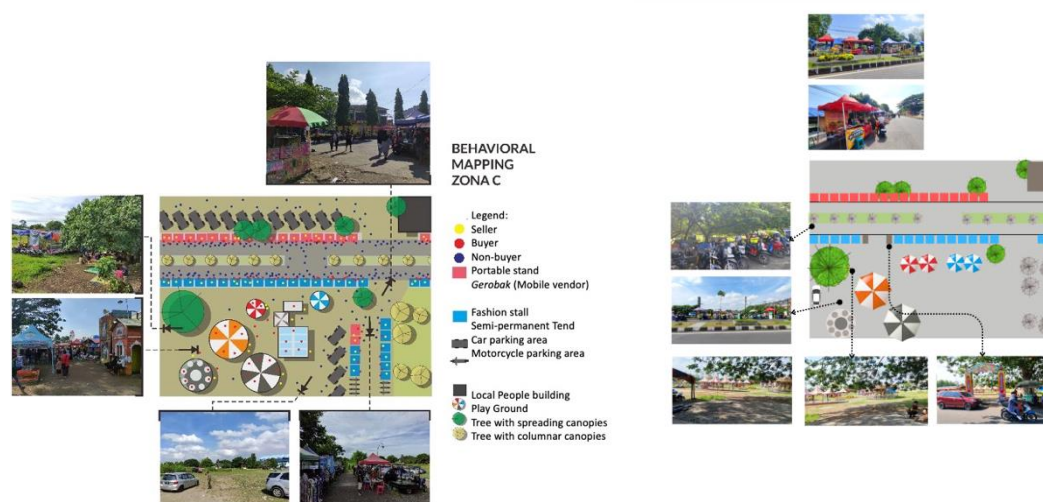 BEHAVIORAL
MAPPING
ZONA C
Legend:
Seller
Buyer
Non-buyer
Portable stand
Gerobak (Mobile vendor)
Fashion stall
Semi-permanent Tend
Car parking area
Motorcycle parking area
Local People building
Play Ground
Tree with spreading canopies
Tree with columnar canopies